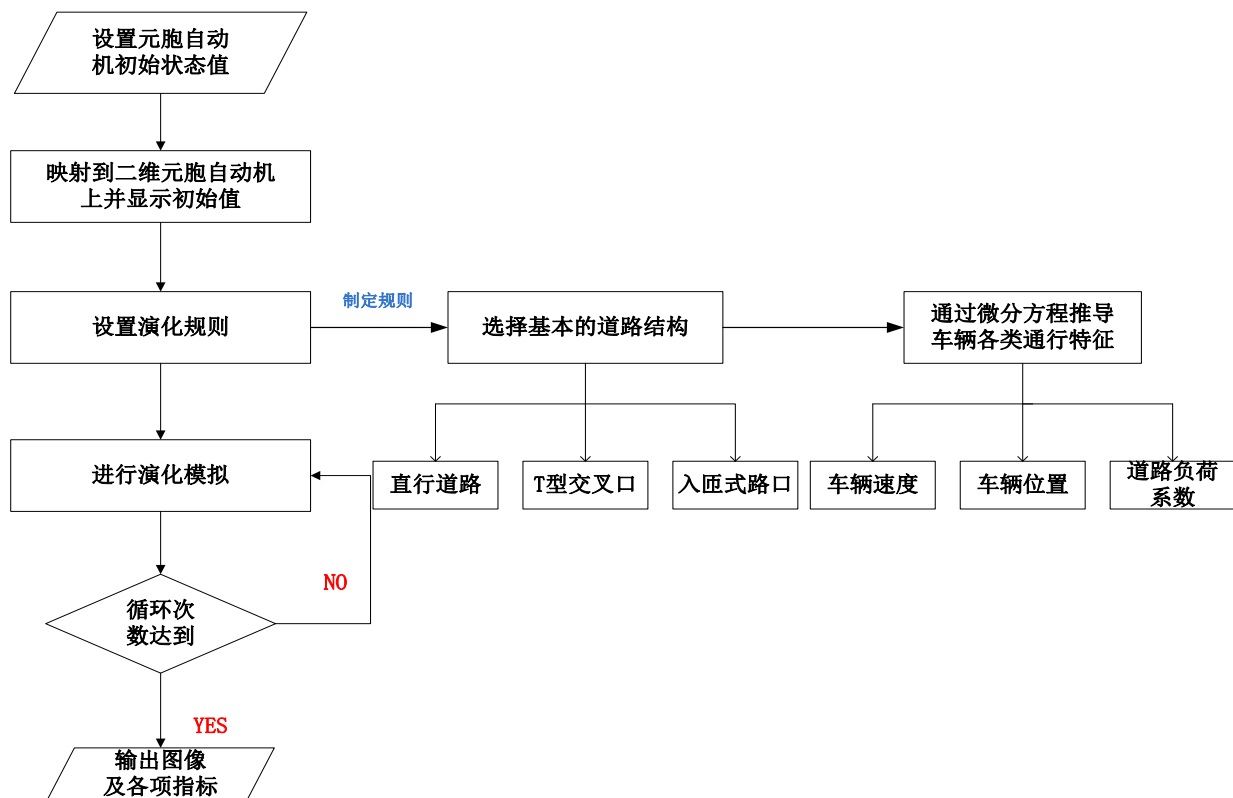 设置元胞自动
机初始状态值
映射到二维元胞自动机
上并显示初始值
设置演化规则
制定规则
选择基本的道路结构
通过微分方程推导
车辆各类通行特征
进行演化模拟
直行道路
T型交叉口
入匝式路口
车辆速度
车辆位置
道路负荷
系数
NO
循环次
数达到
YES
输出图像
及各项指标